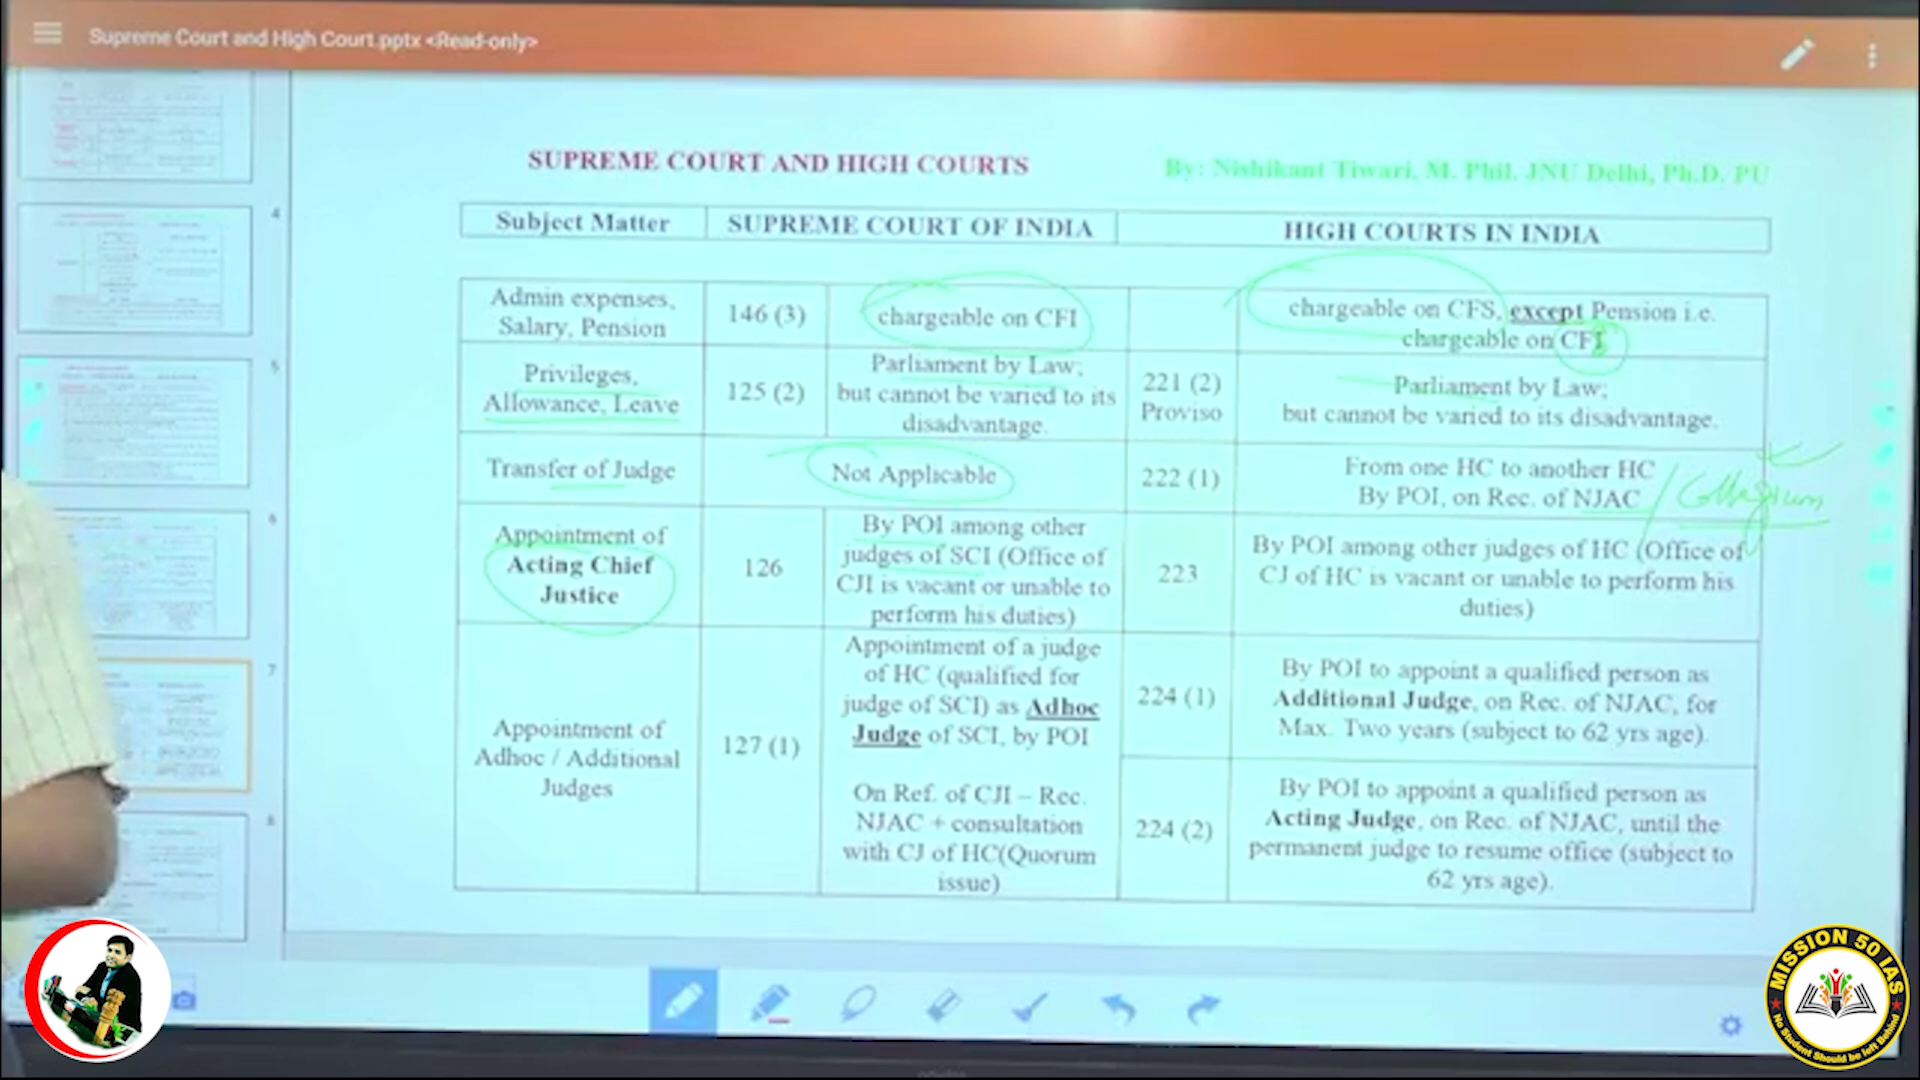 Supreme Court and High Court.pptx <Read-only>
SUPREME COURT AND HIGH COURTS
By: Nishikant Tiwari, M. Phil. JNU Delhi, Ph.D. PU
Subject Matter
SUPREME COURT OF INDIA
HIGH COURTS IN INDIA
Admin expenses,
Salary, Pension
146 (3)
chargeable on CFI
chargeable on CFS, except Pension i.e.
chargeable on CFI
Privileges,
Allowance, Leave
125 (2)
Parliament by Law;
but cannot be varied to its
disadvantage.
221 (2)
Proviso
Parliament by Law;
but cannot be varied to its disadvantage.
Transfer of Judge
Not Applicable
222 (1)
From one HC to another HC
By POI, on Rec. of NJAC / Collegium
Appointment of
Acting Chief
Justice
126
By POI among other
judges of SCI (Office of
CJI is vacant or unable to
perform his duties)
223
By POI among other judges of HC (Office of
CJ of HC is vacant or unable to perform his
duties)
Appointment of
Adhoc / Additional
Judges
127 (1)
Appointment of a judge
of HC (qualified for
judge of SCI) as Adhoc
Judge of SCI, by POI
On Ref. of CJI – Rec.
NJAC + consultation
with CJ of HC(Quorum
issue)
224 (1)
By POI to appoint a qualified person as
Additional Judge, on Rec. of NJAC, for
Max. Two years (subject to 62 yrs age).
224 (2)
By POI to appoint a qualified person as
Acting Judge, on Rec. of NJAC, until the
permanent judge to resume office (subject to
62 yrs age).
4
5
6
7
8
MISSION 50 IAS
No Student Should be left Behind